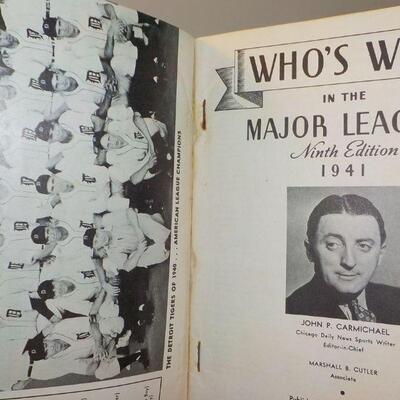 THE DETROIT TIGERS OF 1940 . . . AMERICAN LEAGUE CHAMPIONS
WHO'S W
IN THE
MAJOR LEAG
Ninth Edition
1941
JOHN P. CARMICHAEL
Chicago Daily News Sports Writer
Editor-in-Chief
MARSHALL B. CUTLER
Associate
Publi